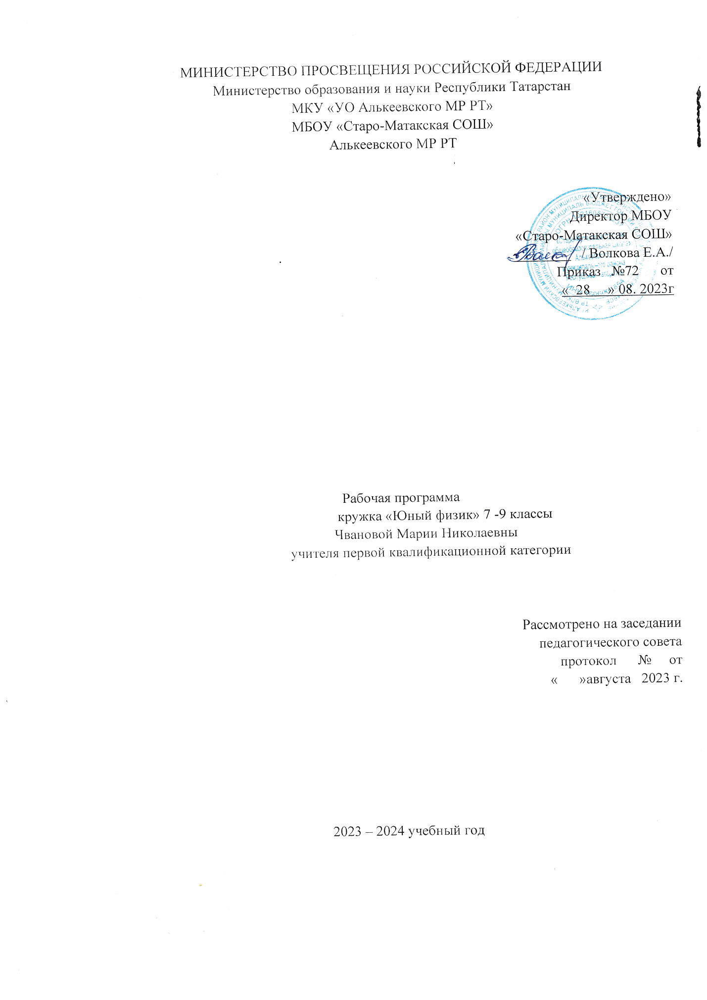 МИНИСТЕРСТВО ПРОСВЕЩЕНИЯ РОССИЙСКОЙ ФЕДЕРАЦИИ
Министерство образования и науки Республики Татарстан
МКУ «УО Алькеевского МР РТ»
МБОУ «Старо-Матакская СОШ»
Алькеевского МР РТ
«Утверждено»
Директор МБОУ
«Старо-Матакская СОШ»
/ Волкова Е.А./
Приказ №72 от
« 28 » 08. 2023г
Рабочая программа
кружка «Юный физик» 7 -9 классы
Чвановой Марии Николаевны
учителя первой квалификационной категории
Рассмотрено на заседании
педагогического совета
протокол № от
« »августа 2023 г.
2023 – 2024 учебный год